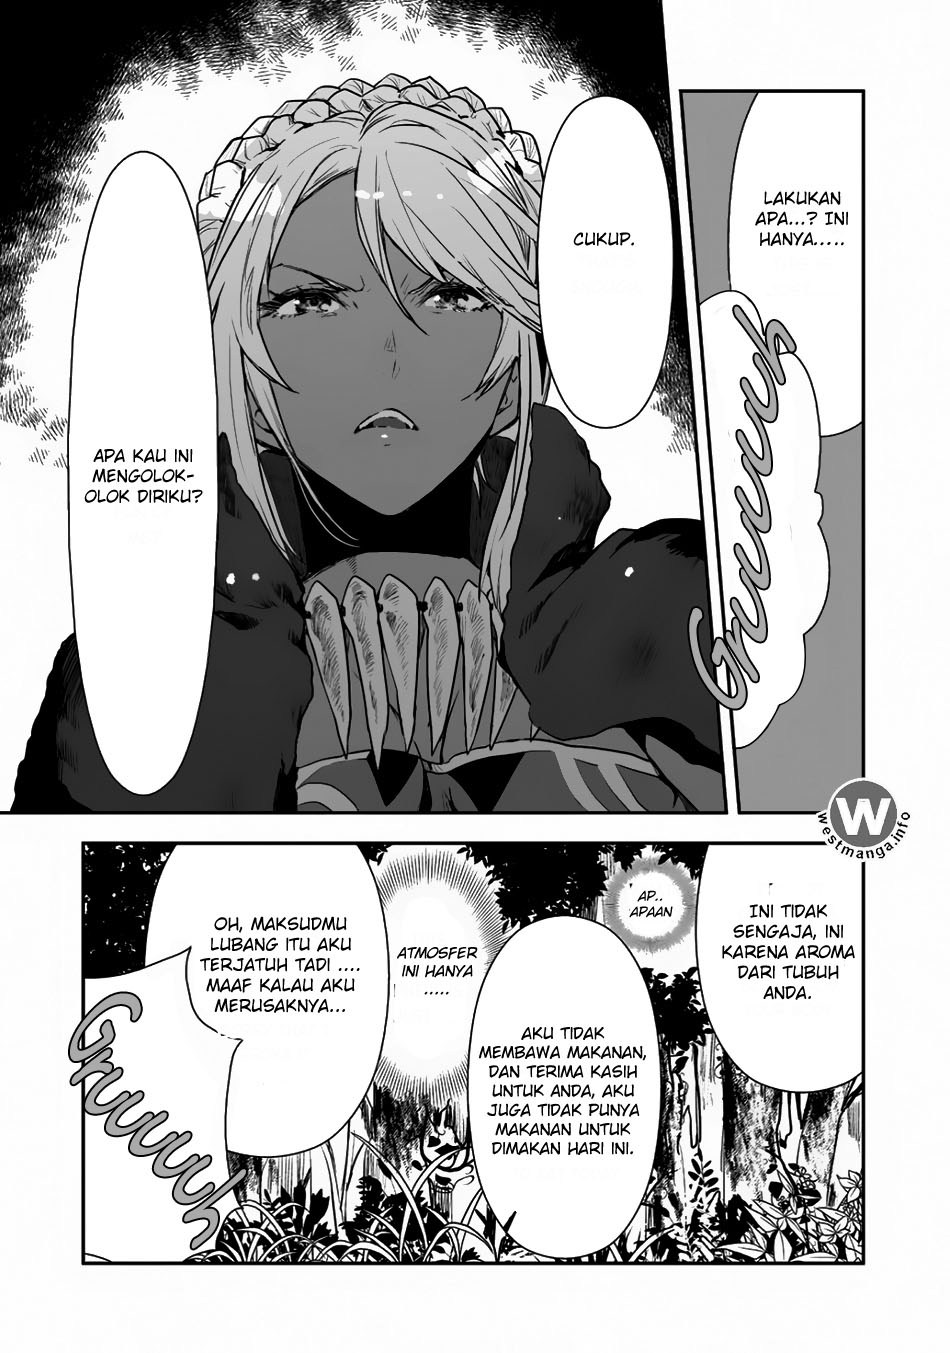 LAKUKAN
APA...? INI
HANYA.....
Gruuuuh
CUKUP.
APA KAU INI
MENGOLOK-
OLOK DIRIKU?
W
westmanga.info
INI TIDAK
SENGAJA, INI
KARENA AROMA
DARI TUBUH
ANDA.
AP..
APAAN
AKU TIDAK
MEMBAWA MAKANAN,
DAN TERIMA KASIH
UNTUK ANDA, AKU
JUGA TIDAK PUNYA
MAKANAN UNTUK
DIMAKAN HARI INI.
ATMOSFER
INI HANYA
.....
OH, MAKSUDMU
LUBANG ITU AKU
TERJATUH TADI ....
MAAF KALAU AKU
MERUSAKNYA...
Gruuuuh